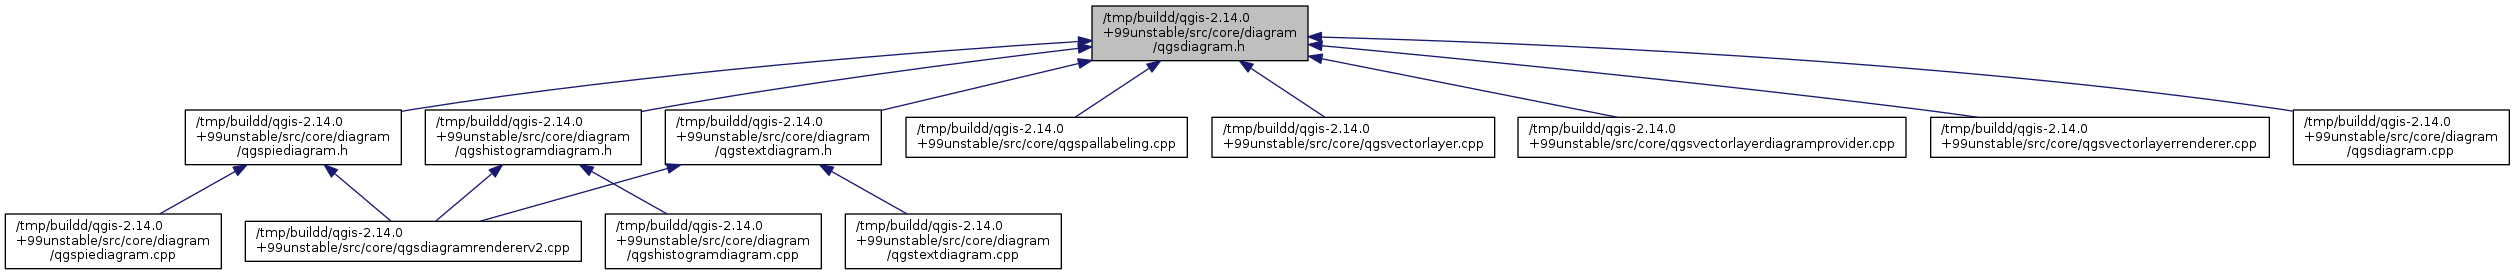 /tmp/buildd/qgis-2.14.0
+99unstable/src/core/diagram
/qgsdiagram.h
/tmp/buildd/qgis-2.14.0
+99unstable/src/core/diagram
/qgspiediagram.h
/tmp/buildd/qgis-2.14.0
+99unstable/src/core/diagram
/qgshistogramdiagram.h
/tmp/buildd/qgis-2.14.0
+99unstable/src/core/diagram
/qgstextdiagram.h
/tmp/buildd/qgis-2.14.0
+99unstable/src/core/qgspallabeling.cpp
/tmp/buildd/qgis-2.14.0
+99unstable/src/core/qgsvectorlayer.cpp
/tmp/buildd/qgis-2.14.0
+99unstable/src/core/qgsvectorlayerdiagramprovider.cpp
/tmp/buildd/qgis-2.14.0
+99unstable/src/core/qgsvectorlayerrenderer.cpp
/tmp/buildd/qgis-2.14.0
+99unstable/src/core/diagram
/qgsdiagram.cpp
/tmp/buildd/qgis-2.14.0
+99unstable/src/core/diagram
/qgspiediagram.cpp
/tmp/buildd/qgis-2.14.0
+99unstable/src/core/qgsdiagramrendererv2.cpp
/tmp/buildd/qgis-2.14.0
+99unstable/src/core/diagram
/qgshistogramdiagram.cpp
/tmp/buildd/qgis-2.14.0
+99unstable/src/core/diagram
/qgstextdiagram.cpp